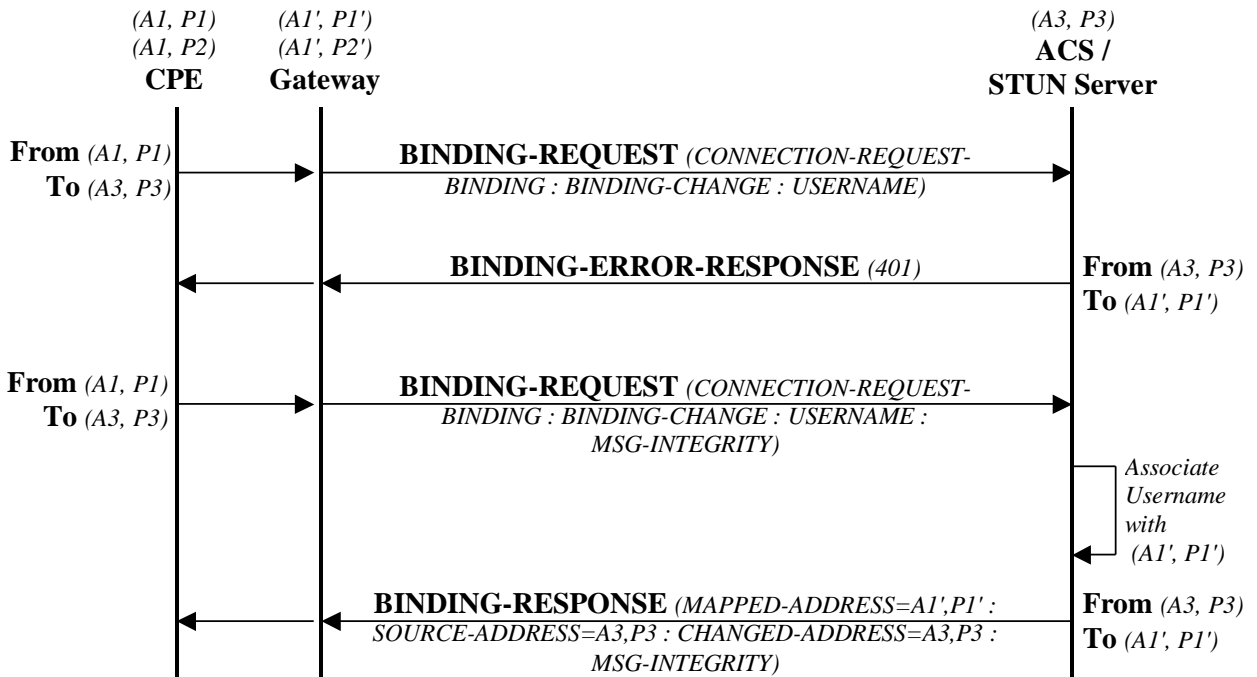 (A1, P1)
(A1, P2)
CPE
(A1', P1')
(A1', P2')
Gateway
(A3, P3)
ACS /
STUN Server
From (A1, P1)
To (A3, P3)
BINDING-REQUEST (CONNECTION-REQUEST-
BINDING : BINDING-CHANGE : USERNAME)
BINDING-ERROR-RESPONSE (401)
From (A3, P3)
To (A1', P1')
From (A1, P1)
To (A3, P3)
BINDING-REQUEST (CONNECTION-REQUEST-
BINDING : BINDING-CHANGE : USERNAME :
MSG-INTEGRITY)
Associate
Username
with
(A1', P1')
BINDING-RESPONSE (MAPPED-ADDRESS=A1',P1' :
SOURCE-ADDRESS=A3,P3 : CHANGED-ADDRESS=A3,P3 :
MSG-INTEGRITY)
From (A3, P3)
To (A1', P1')